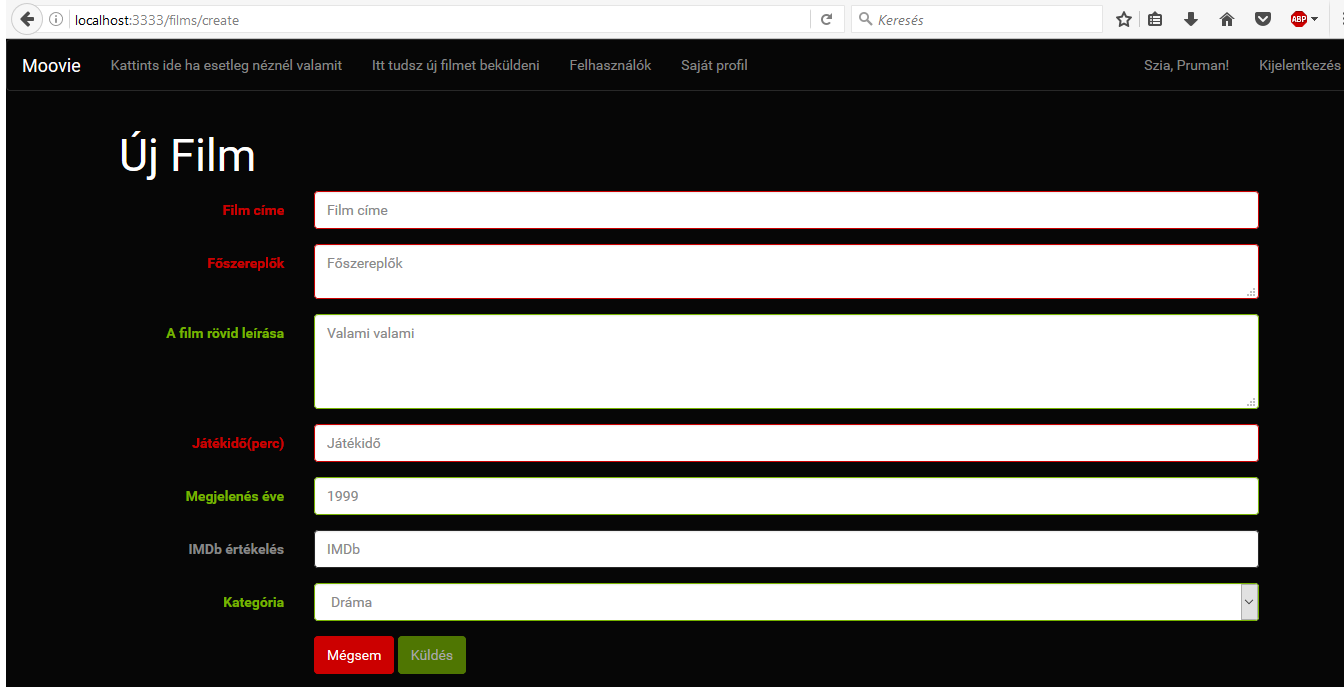 localhost:3333/films/create
Keresés
ABP
Moovie Kattints ide ha esetleg néznél valamit Itt tudsz új filmet beküldeni Felhasználók Saját profil Szia, Pruman! Kijelentkezés
Új Film
Film címe Film címe
Főszereplők Főszereplők
A film rövid leírása Valami valami
Játékidő(perc) Játékidő
Megjelenés éve 1999
IMDb értékelés IMDb
Kategória Dráma
Mégsem Küldés